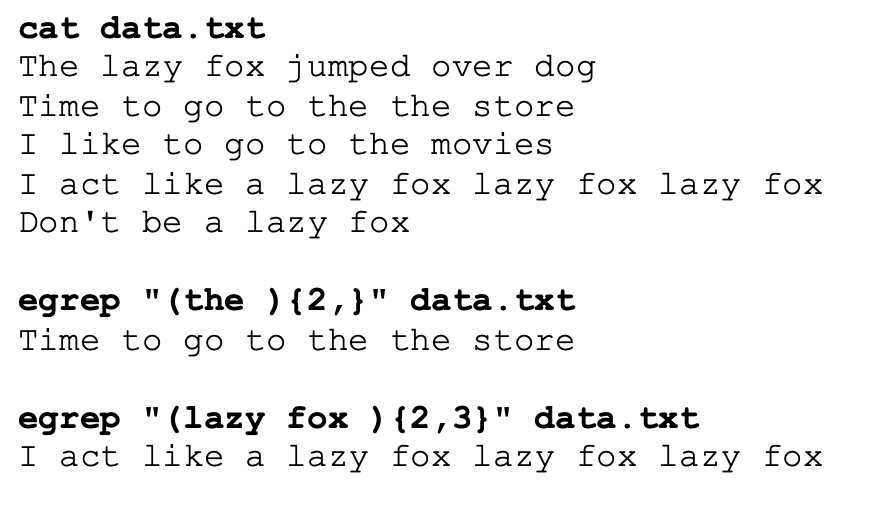 cat data.txt
The lazy fox jumped over dog
Time to go to the the store
I like to go to the movies
I act like a lazy fox lazy fox lazy fox
Don't be a lazy fox
egrep "(the ){2,}" data.txt
Time to go to the the store
egrep "(lazy fox ){2,3}" data.txt
I act like a lazy fox lazy fox lazy fox